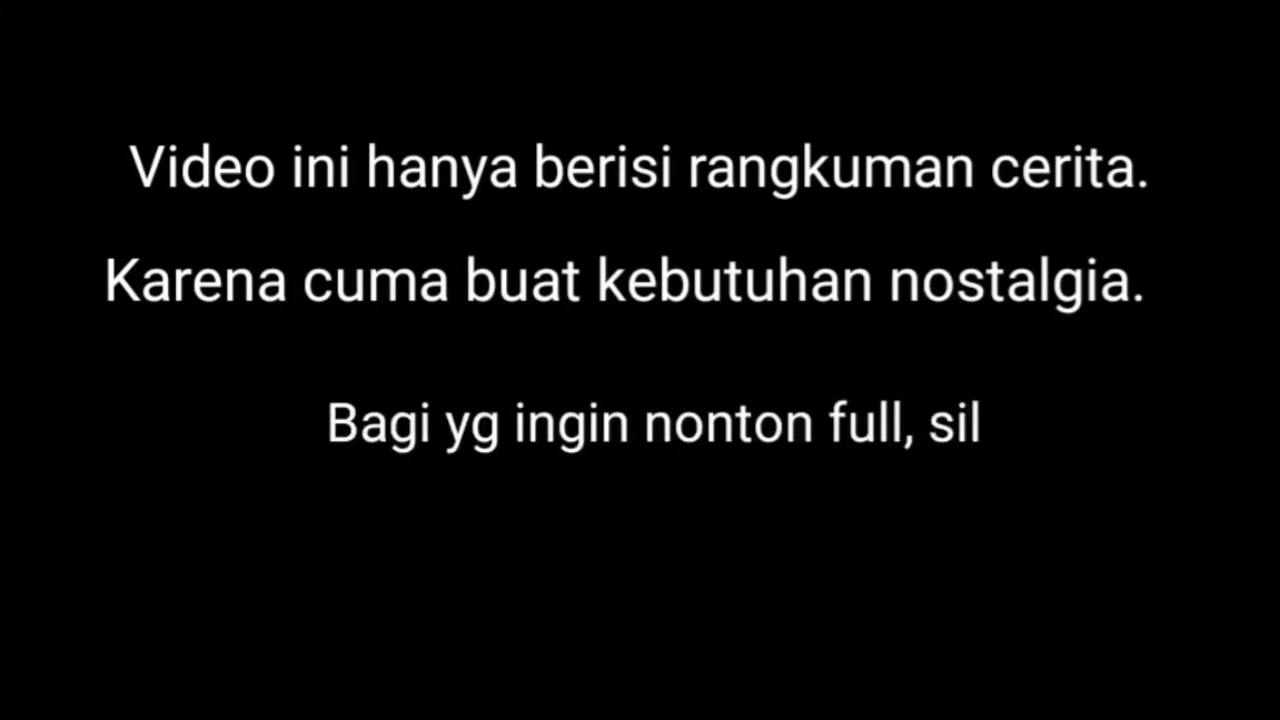 Video ini hanya berisi rangkuman cerita.
Karena cuma buat kebutuhan nostalgia.
Bagi yg ingin nonton full, sil